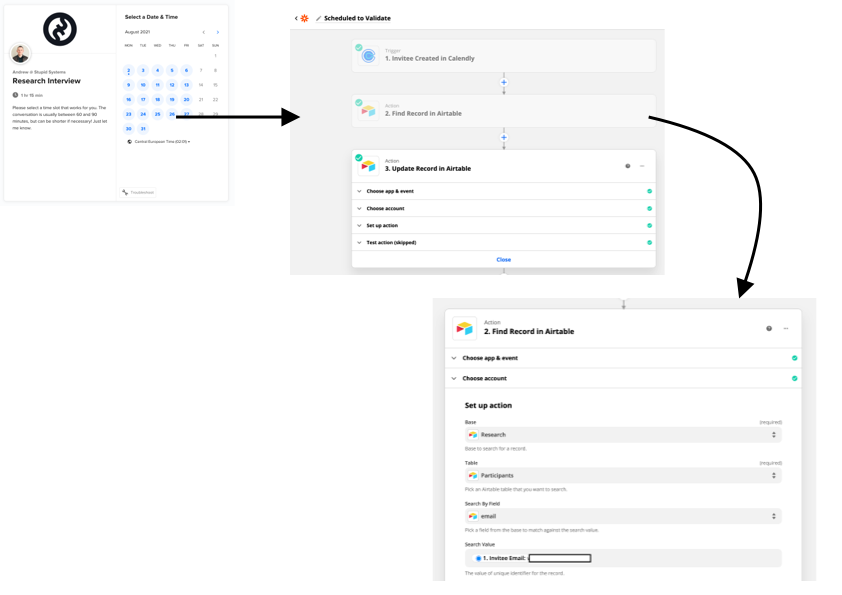 Andrew @ Stupid Systems
Research Interview
1 hr 15 min
Please select a time slot that works for you. The
conversation is usually between 60 and 90
minutes, but can be shorter if necessary! Just let
me know
Select a Date & Time
August 2021
MON TUE WED THU FRI SAT SUN
1
2 3 4 5 6 7 8
9 10 11 12 13 14 15
16 17 18 19 20 21 22
23 24 25 26 27 28 29
30 31
Central European Time (02:09)
Troubleshoot
Scheduled to Validate
Trigger
1. Invitee Created in Calendly
Action
2. Find Record in Airtable
Action
3. Update Record in Airtable
Choose app & event
Choose account
Set up action
Test action (skipped)
Close
Action
2. Find Record in Airtable
Choose app & event
Choose account
Set up action
Base (required)
Research
Base to search for a record.
Table (required)
Participants
Pick an Airtable table that you want to search.
Search By Field
email
Pick a field from the base to match against the search value.
Search Value
1. Invitee Email:
The value of unique identifier for the record.